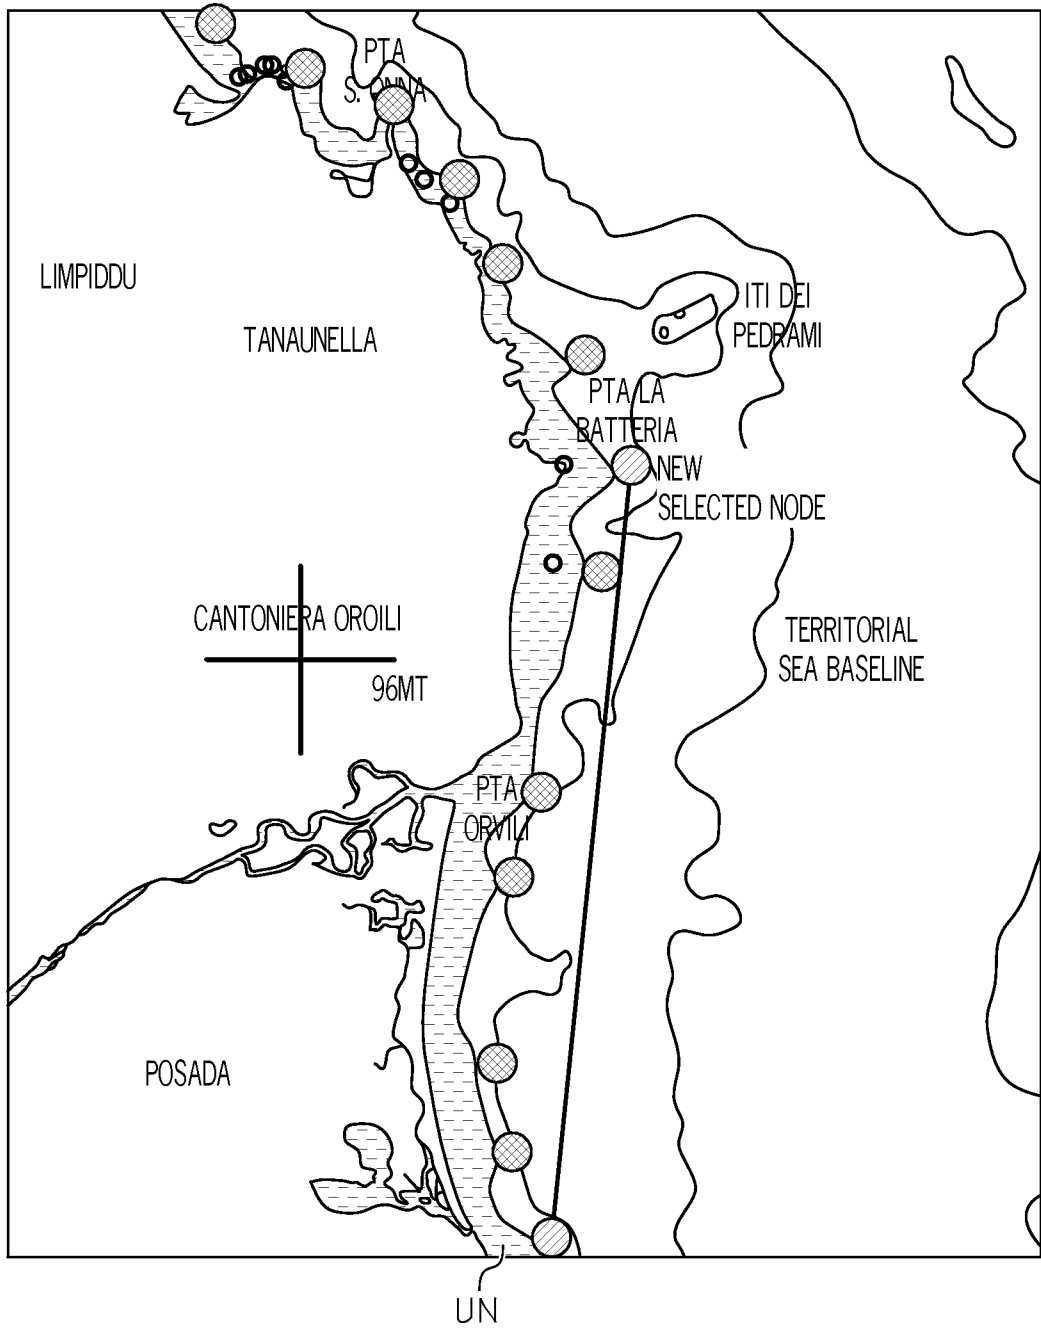 PTA
S. ONNA
LIMPIDDU
TANAUNELLA
ITI DEI
PEDRAMI
PTA LA
BATTERIA
NEW
SELECTED NODE
CANTONIERA OROILI
96MT
TERRITORIAL
SEA BASELINE
PTA
ORVILI
POSADA
UN